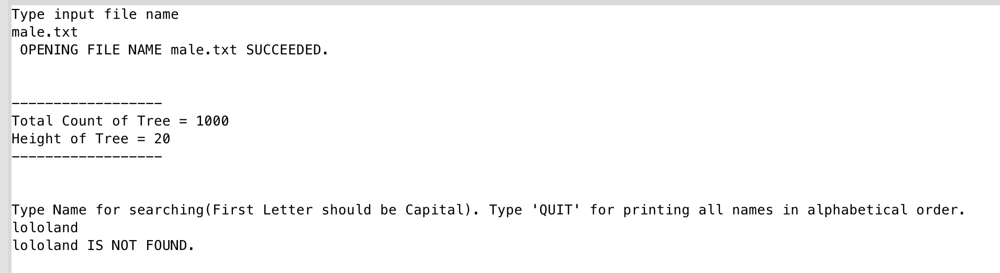 Type input file name
male.txt
OPENING FILE NAME male.txt SUCCEEDED.
------------------
Total Count of Tree = 1000
Height of Tree = 20
------------------
Type Name for searching(First Letter should be Capital). Type 'QUIT' for printing all names in alphabetical order.
lololand
lololand IS NOT FOUND.